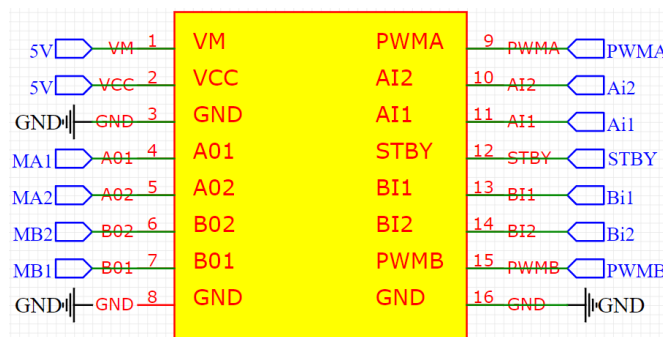 5V VM 1 VM PWMA 9 PWMA PWMA
5V VCC 2 VCC AI2 10 AI2 Ai2
GND GND 3 GND AI1 11 AI1 Ai1
MA1 A01 4 A01 STBY 12 STBY STBY
MA2 A02 5 A02 BI1 13 BI1 Bi1
MB2 B02 6 B02 BI2 14 BI2 Bi2
MB1 B01 7 B01 PWMB 15 PWMB PWMB
GND GND 8 GND GND 16 GND GND